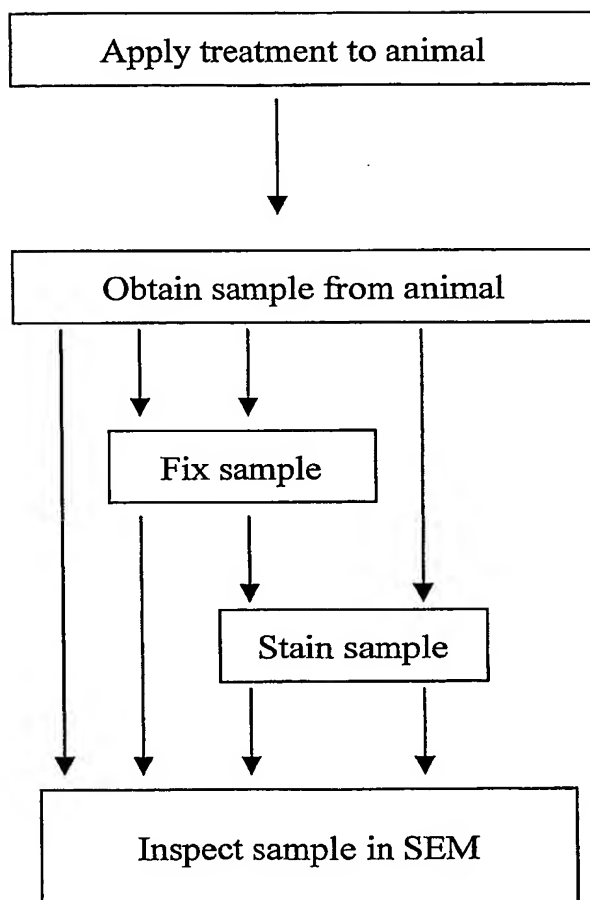 Apply treatment to animal
Obtain sample from animal
Fix sample
Stain sample
Inspect sample in SEM